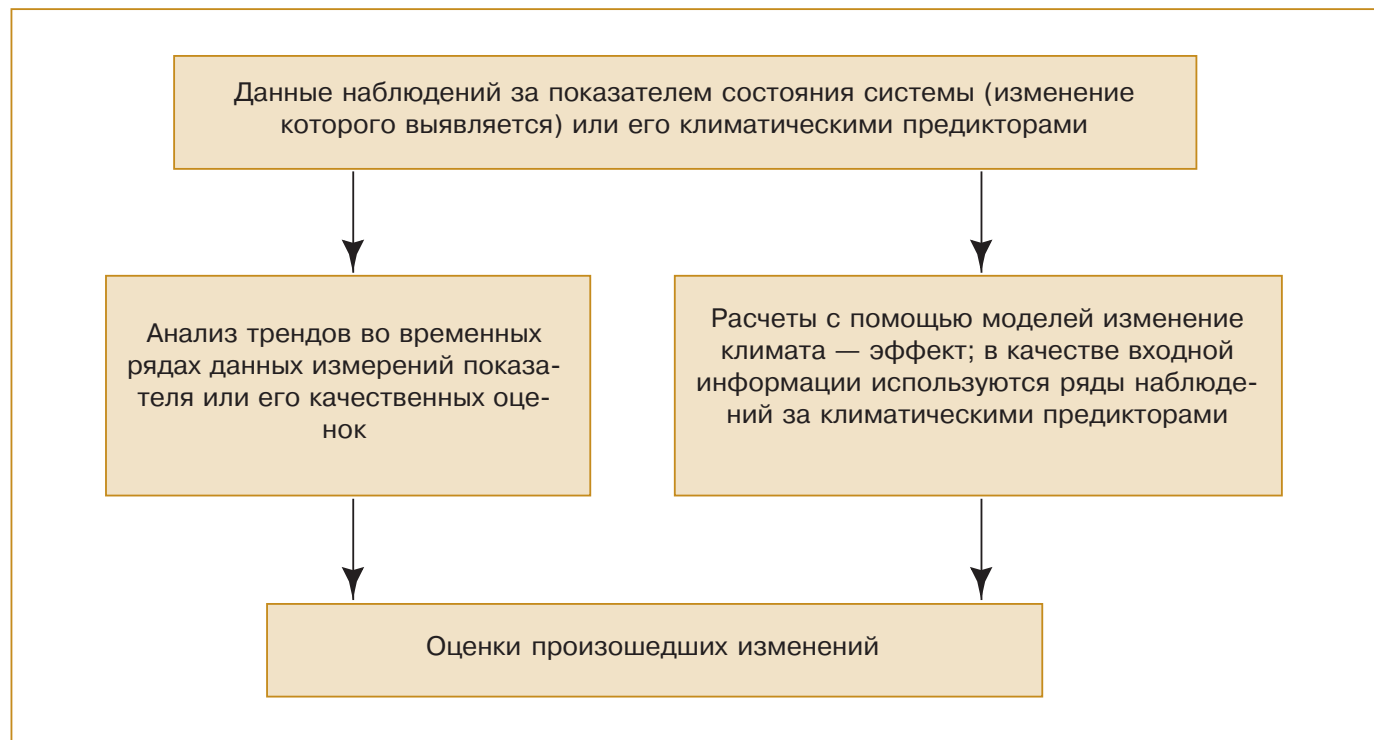 Данные наблюдений за показателем состояния системы (изменение
которого выявляется) или его климатическими предикторами
Анализ трендов во временных
рядах данных измерений показа-
теля или его качественных оце-
нок
Расчеты с помощью моделей изменение
климата — эффект; в качестве входной
информации используются ряды наблюде-
ний за климатическими предикторами
Оценки произошедших изменений